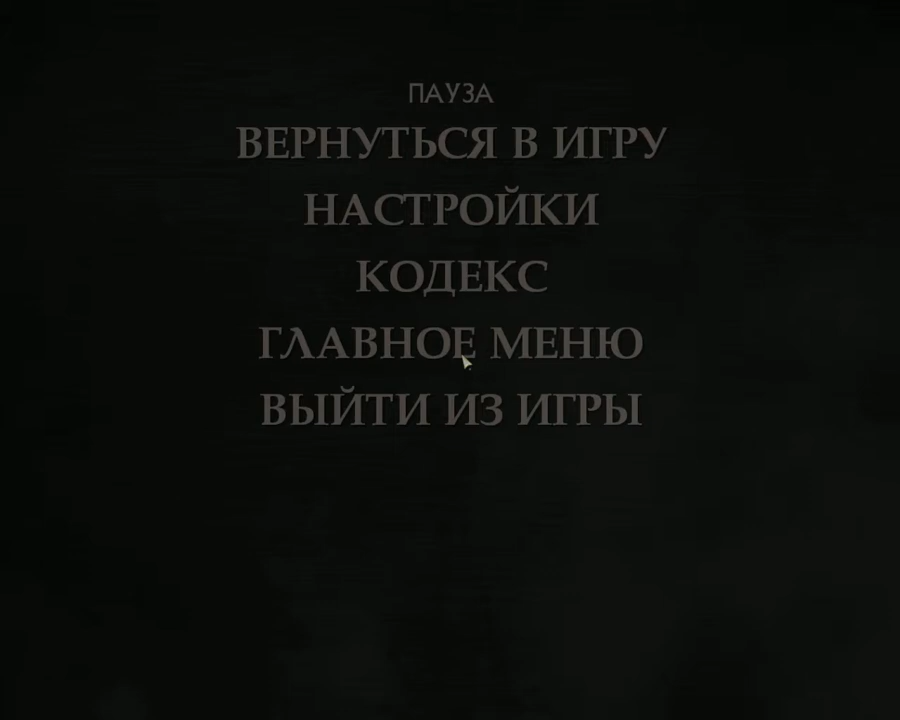 ПАУЗА
ВЕРНУТЬСЯ В ИГРУ
НАСТРОЙКИ
КОДЕКС
ГЛАВНОЕ МЕНЮ
ВЫЙТИ ИЗ ИГРЫ